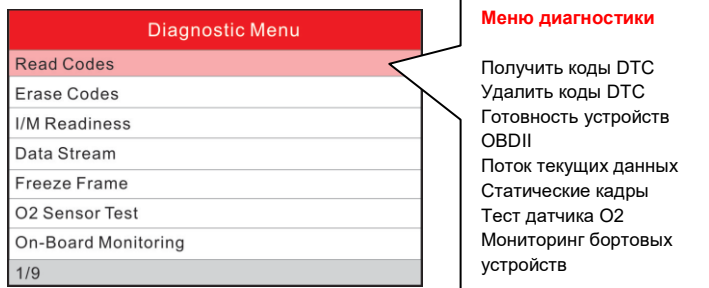 Diagnostic Menu
Read Codes
Erase Codes
I/M Readiness
Data Stream
Freeze Frame
O2 Sensor Test
On-Board Monitoring
1/9
Меню диагностики
Получить коды DTC
Удалить коды DTC
Готовность устройств
OBDII
Поток текущих данных
Статические кадры
Тест датчика O2
Мониторинг бортовых
устройств